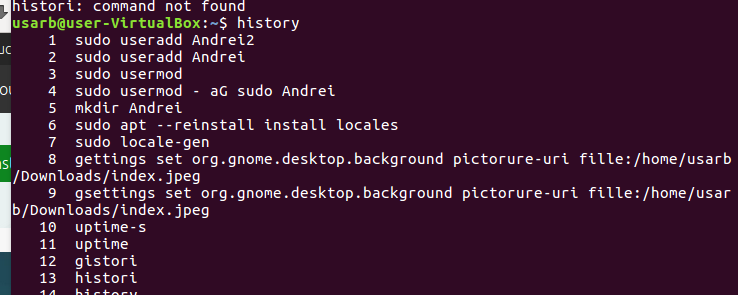 histori: command not found
usarb@user-VirtualBox:~$ history
1 sudo useradd Andrei2
2 sudo useradd Andrei
3 sudo usermod
4 sudo usermod - aG sudo Andrei
5 mkdir Andrei
6 sudo apt --reinstall install locales
7 sudo locale-gen
8 gettings set org.gnome.desktop.background pictorure-uri fille:/home/usarb
/Downloads/index.jpeg
9 gsettings set org.gnome.desktop.background pictorure-uri fille:/home/usar
b/Downloads/index.jpeg
10 uptime-s
11 uptime
12 gistori
13 histori
14 history